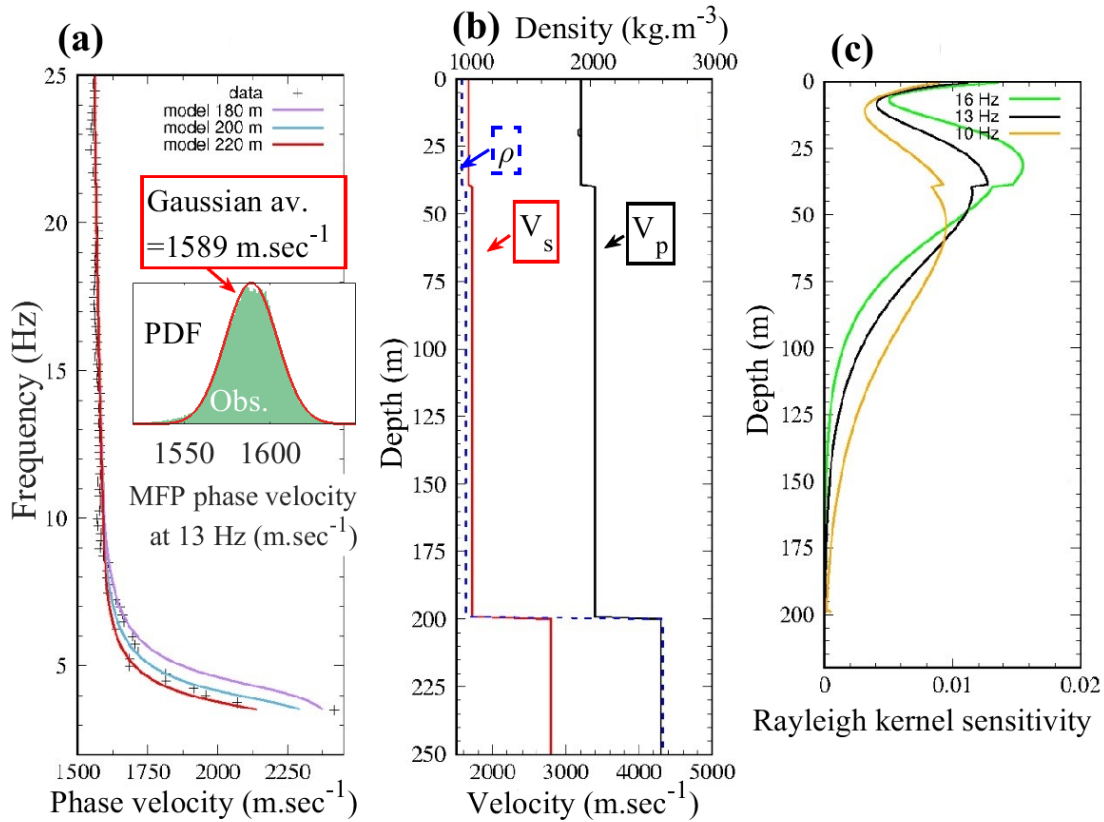 (a)
25
20
15
10
5
Frequency (Hz)
data
model 180 m
model 200 m
model 220 m
Gaussian av.
=1589 m.sec⁻¹
PDF
Obs.
1550 1600
MFP phase velocity
at 13 Hz (m.sec⁻¹)
1500 1750 2000 2250
Phase velocity (m.sec⁻¹)
(b)
Density (kg.m⁻³)
1000 2000 3000
0
25
50
75
100
125
150
175
200
225
250
Depth (m)
ρ
V_s
V_p
2000 3000 4000 5000
Velocity (m.sec⁻¹)
(c)
0
25
50
75
100
125
150
175
200
Depth (m)
16 Hz
13 Hz
10 Hz
0 0.01 0.02
Rayleigh kernel sensitivity